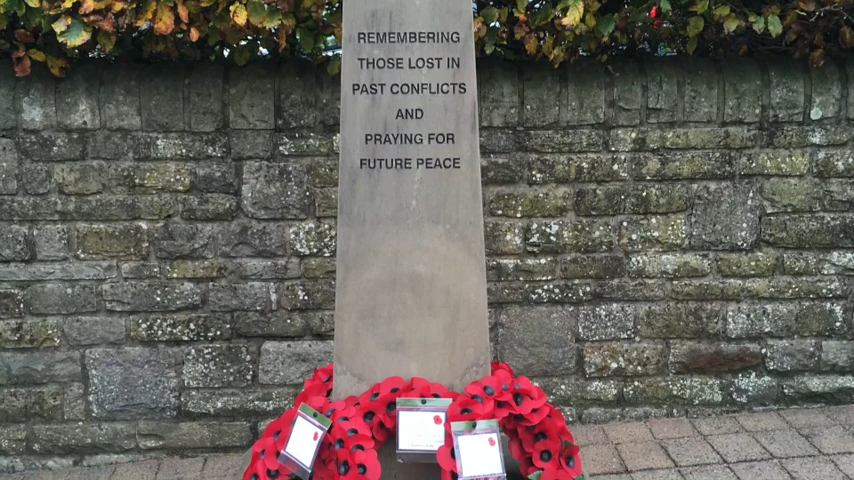 REMEMBERING
THOSE LOST IN
PAST CONFLICTS
AND
PRAYING FOR
FUTURE PEACE